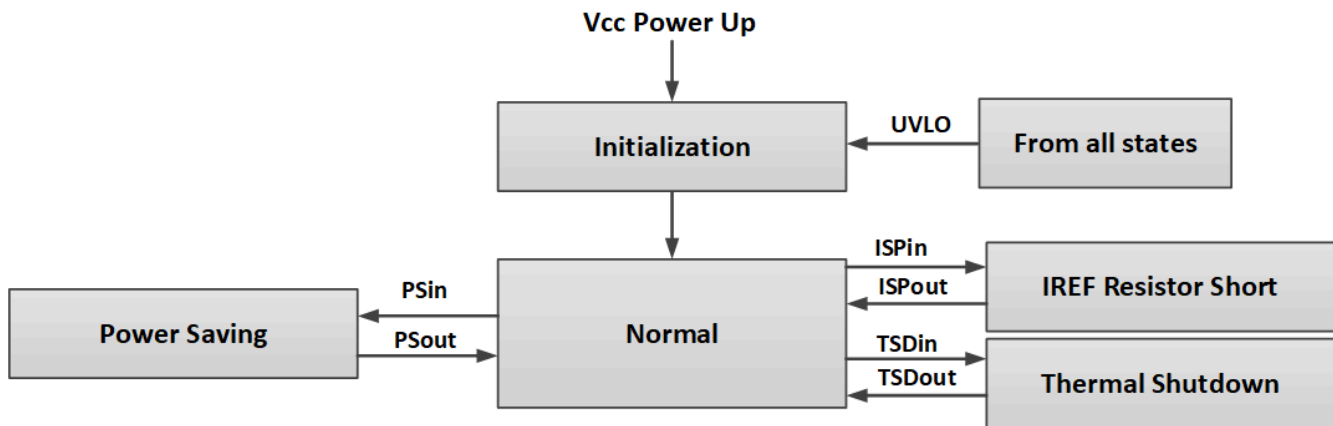 Vcc Power Up
Initialization
UVLO
From all states
ISPin
IREF Resistor Short
ISPout
PSin
Power Saving
PSout
Normal
TSDin
Thermal Shutdown
TSDout